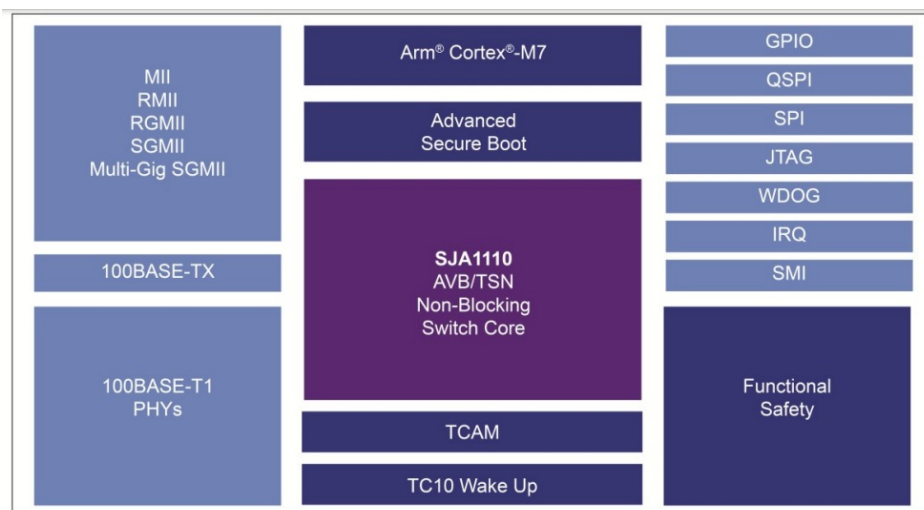 MII
RMII
RGMII
SGMII
Multi-Gig SGMII
100BASE-TX
100BASE-T1
PHYs
Arm® Cortex®-M7
Advanced
Secure Boot
SJA1110
AVB/TSN
Non-Blocking
Switch Core
TCAM
TC10 Wake Up
GPIO
QSPI
SPI
JTAG
WDOG
IRQ
SMI
Functional
Safety